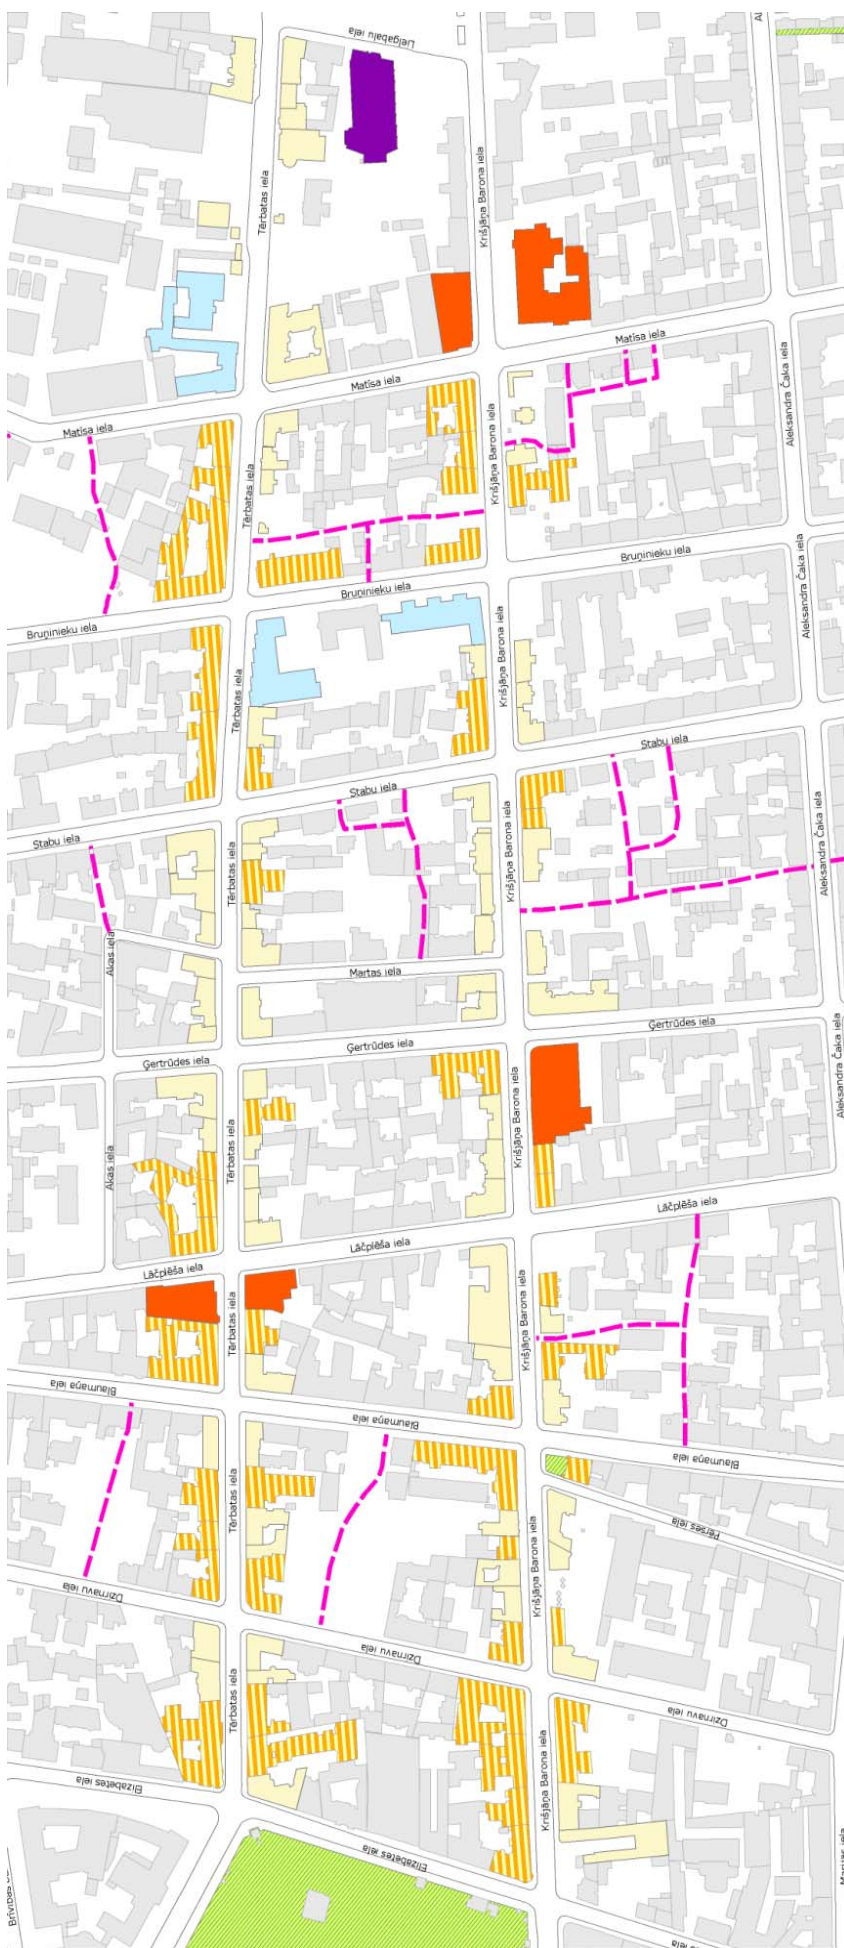 Lielgabalu iela
Tērbatas iela
Krišjāņa Barona iela
Matīsa iela
Matīsa iela
Aleksandra Čaka iela
Matīsa iela
Krišjāņa Barona iela
Tērbatas iela
Bruņinieku iela
Aleksandra Čaka iela
Bruņinieku iela
Bruņinieku iela
Krišjāņa Barona iela
Tērbatas iela
Stabu iela
Stabu iela
Stabu iela
Krišjāņa Barona iela
Aleksandra Čaka iela
Tērbatas iela
Akas iela
Martas iela
Ģertrūdes iela
Ģertrūdes iela
Ģertrūdes iela
Aleksandra Čaka iela
Krišjāņa Barona iela
Akas iela
Tērbatas iela
Lāčplēša iela
Lāčplēša iela
Lāčplēša iela
Tērbatas iela
Krišjāņa Barona iela
Blaumaņa iela
Blaumaņa iela
Blaumaņa iela
Tērbatas iela
Pērses iela
Krišjāņa Barona iela
Dzirnavu iela
Dzirnavu iela
Tērbatas iela
Dzirnavu iela
Krišjāņa Barona iela
Elizabetes iela
Elizabetes iela